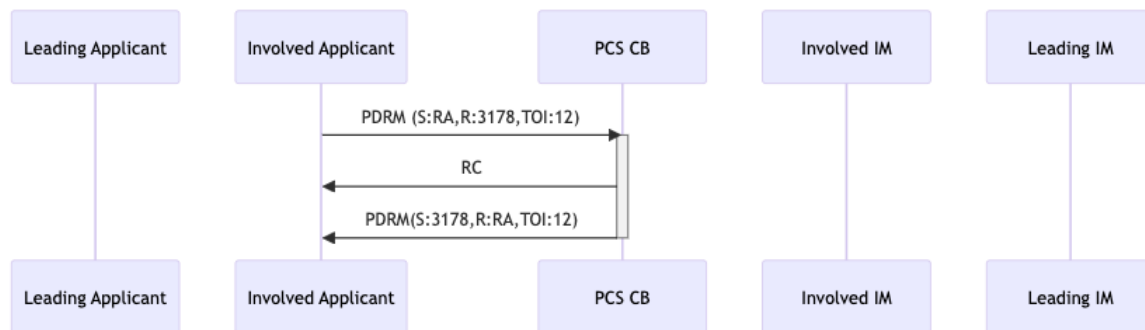 Leading Applicant
Involved Applicant
PCS CB
Involved IM
Leading IM
PDRM (S:RA,R:3178,TOI:12)
RC
PDRM(S:3178,R:RA,TOI:12)
Leading Applicant
Involved Applicant
PCS CB
Involved IM
Leading IM